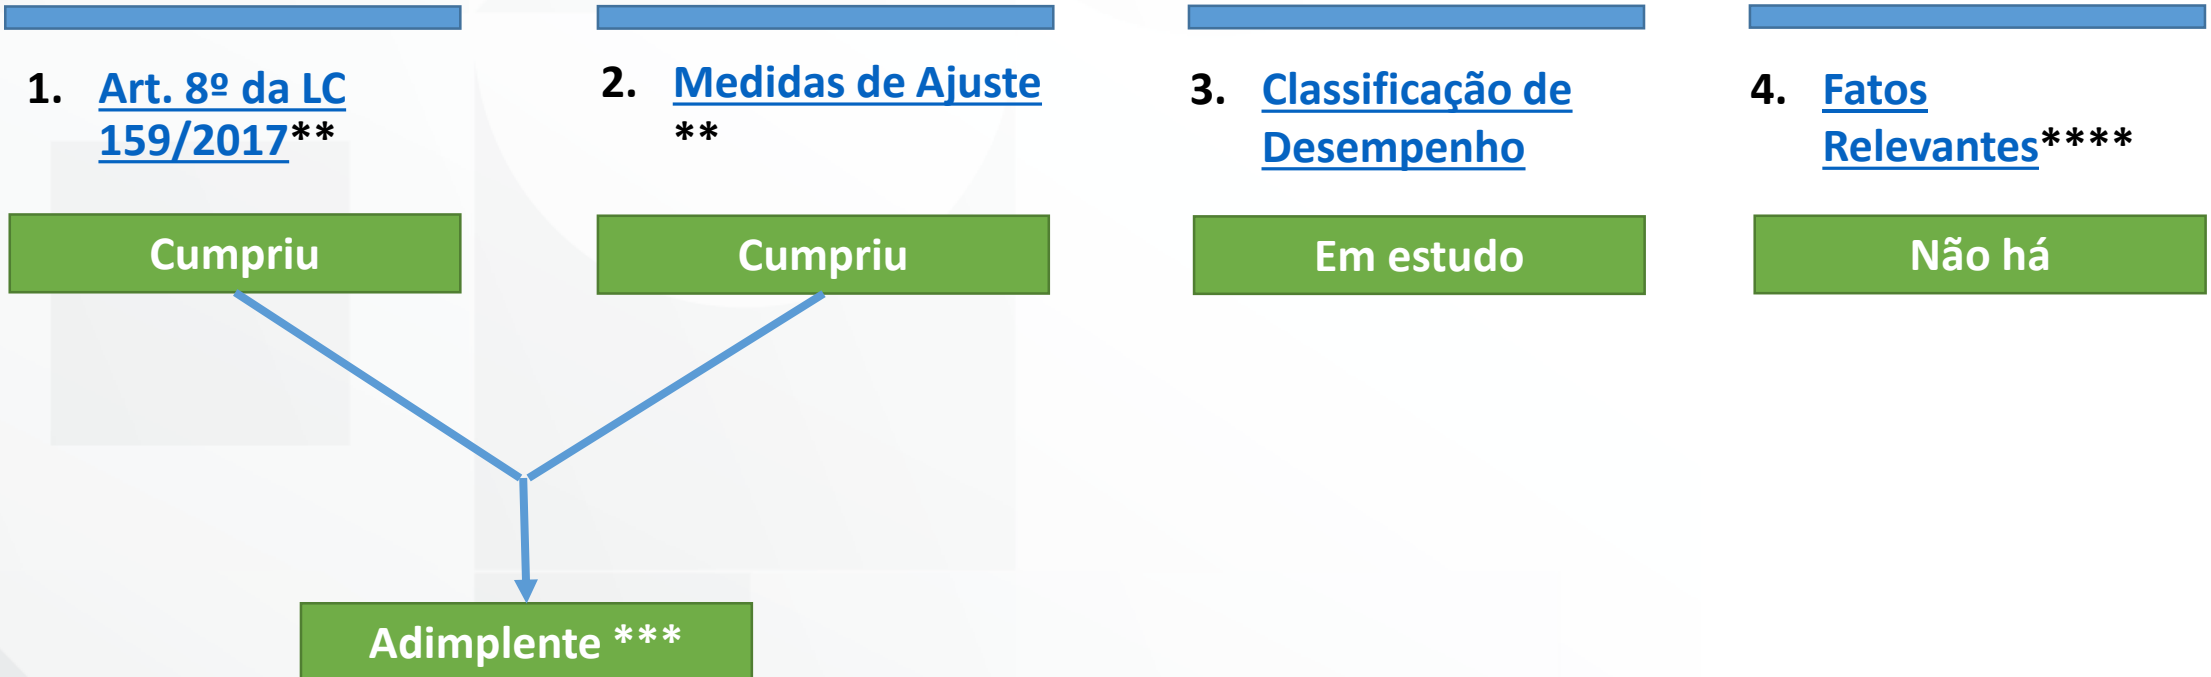 1. Art. 8º da LC
159/2017**
2. Medidas de Ajuste
**
3. Classificação de
Desempenho
4. Fatos
Relevantes****
Cumpriu
Cumpriu
Em estudo
Não há
Adimplente ***